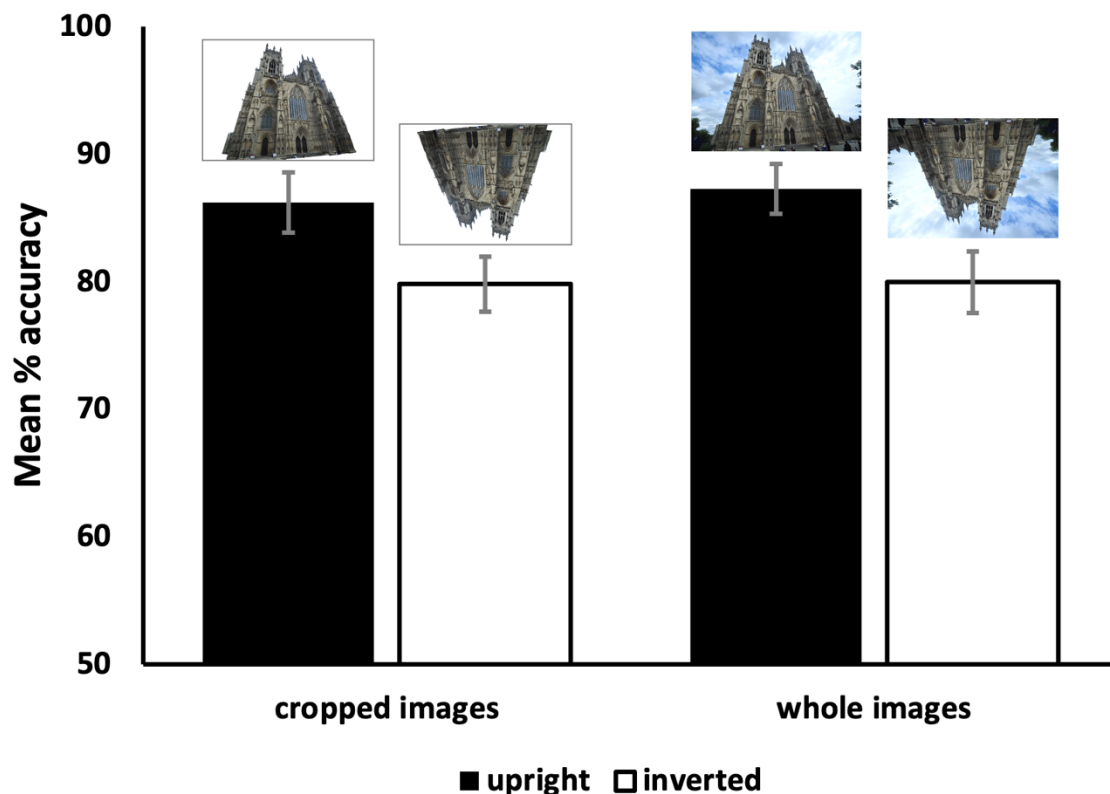 100
90
80
70
60
50
Mean % accuracy
cropped images
whole images
upright
inverted